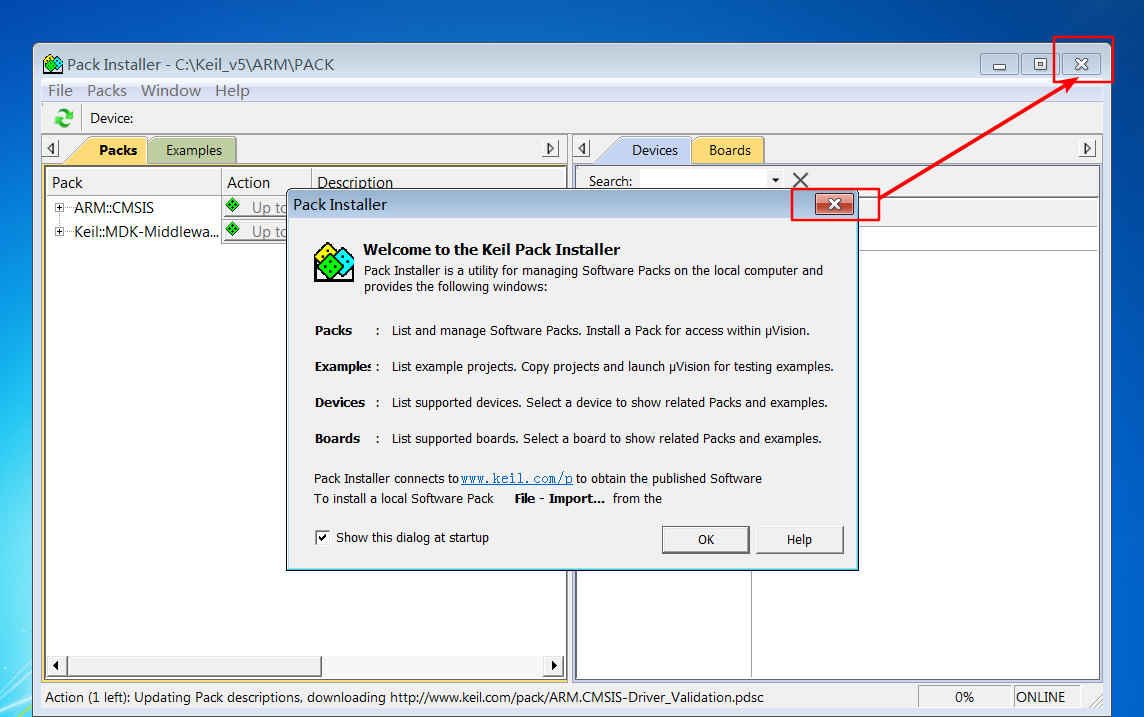 Pack Installer - C:\Keil_v5\ARM\PACK
File Packs Window Help
Device:
Packs Examples
Devices Boards
Pack Action Description
Search:
ARM::CMSIS Up to
Keil::MDK-Middlewa... Up to
Pack Installer
Welcome to the Keil Pack Installer
Pack Installer is a utility for managing Software Packs on the local computer and
provides the following windows:
Packs : List and manage Software Packs. Install a Pack for access within µVision.
Examples : List example projects. Copy projects and launch µVision for testing examples.
Devices : List supported devices. Select a device to show related Packs and examples.
Boards : List supported boards. Select a board to show related Packs and examples.
Pack Installer connects to www.keil.com/p to obtain the published Software
To install a local Software Pack File - Import... from the
Show this dialog at startup
OK Help
Action (1 left): Updating Pack descriptions, downloading http://www.keil.com/pack/ARM.CMSIS-Driver_Validation.pdsc 0% ONLINE